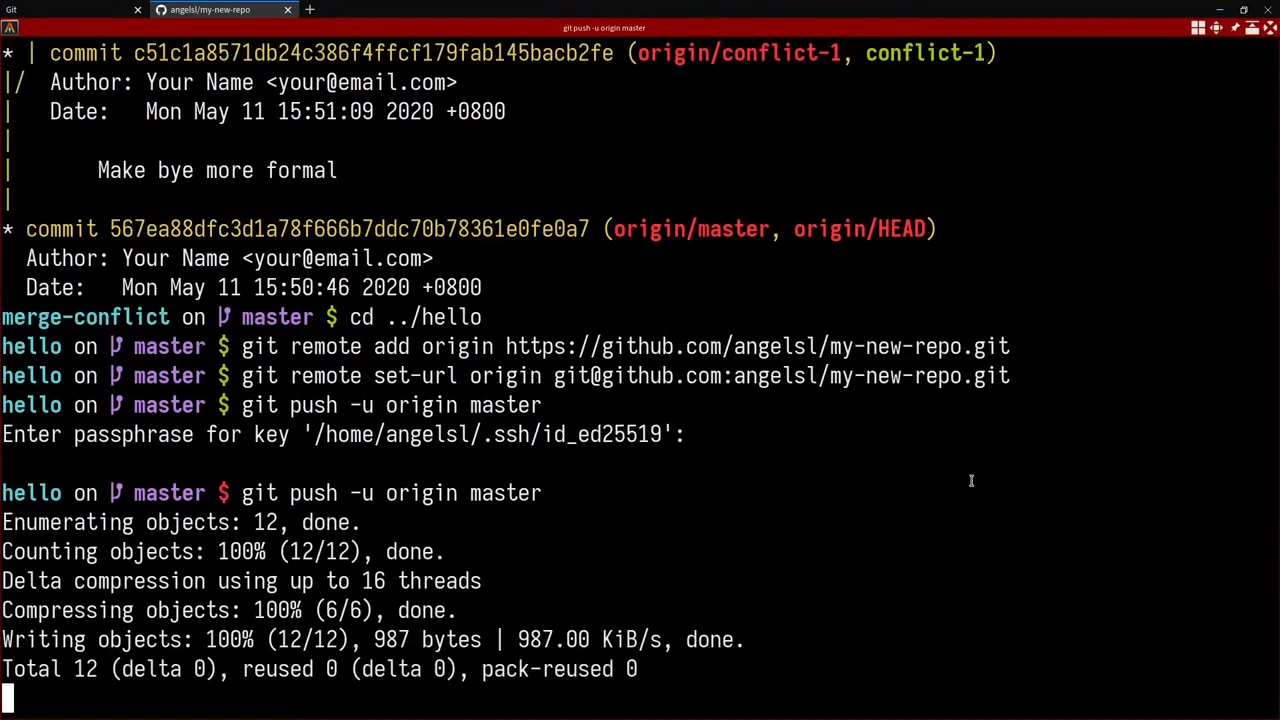 Git
angelsl/my-new-repo
git push -u origin master
* | commit c51c1a8571db24c386f4ffcf179fab145bacb2fe (origin/conflict-1, conflict-1)
|/ Author: Your Name <your@email.com>
| Date: Mon May 11 15:51:09 2020 +0800
|
| Make bye more formal
|
* commit 567ea88dfc3d1a78f666b7ddc70b78361e0fe0a7 (origin/master, origin/HEAD)
Author: Your Name <your@email.com>
Date: Mon May 11 15:50:46 2020 +0800
merge-conflict on master $ cd ../hello
hello on master $ git remote add origin https://github.com/angelsl/my-new-repo.git
hello on master $ git remote set-url origin git@github.com:angelsl/my-new-repo.git
hello on master $ git push -u origin master
Enter passphrase for key '/home/angelsl/.ssh/id_ed25519':
hello on master $ git push -u origin master
Enumerating objects: 12, done.
Counting objects: 100% (12/12), done.
Delta compression using up to 16 threads
Compressing objects: 100% (6/6), done.
Writing objects: 100% (12/12), 987 bytes | 987.00 KiB/s, done.
Total 12 (delta 0), reused 0 (delta 0), pack-reused 0